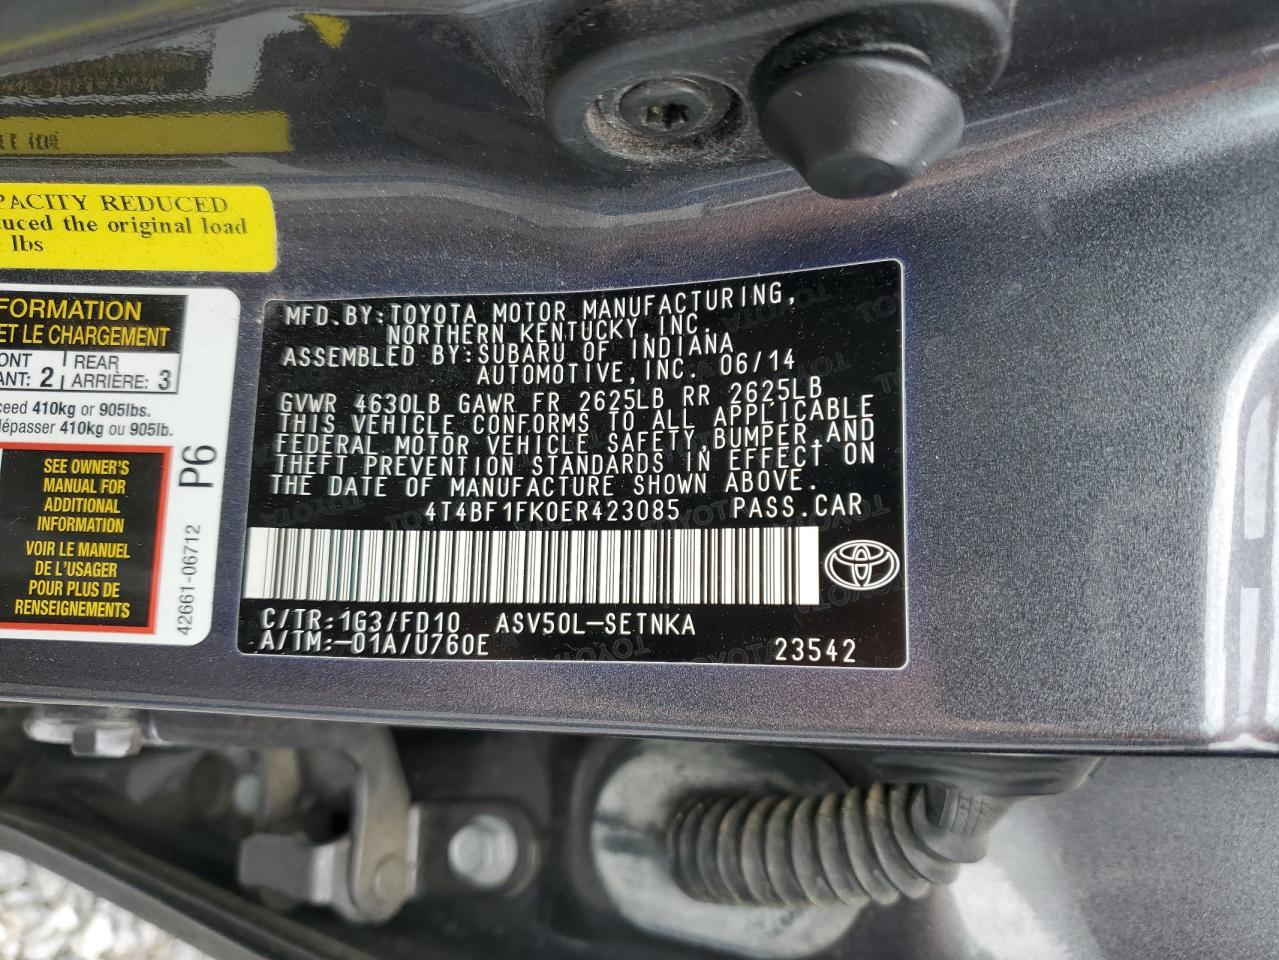 PACITY REDUCED
uced the original load
lbs
FORMATION
ET LE CHARGEMENT
ONT
ANT: 2
REAR
ARRIÈRE: 3
ceed 410kg or 905lbs.
dépasser 410kg ou 905lb.
SEE OWNER'S
MANUAL FOR
ADDITIONAL
INFORMATION
VOIR LE MANUEL
DE L'USAGER
POUR PLUS DE
RENSEIGNEMENTS
P6
42661-06712
MFD.BY:TOYOTA MOTOR MANUFACTURING,
NORTHERN KENTUCKY, INC.
ASSEMBLED BY:SUBARU OF INDIANA
AUTOMOTIVE,INC. 06/14
GVWR 4630LB GAWR FR 2625LB RR 2625LB
THIS VEHICLE CONFORMS TO ALL APPLICABLE
FEDERAL MOTOR VEHICLE SAFETY,BUMPER,AND
THEFT PREVENTION STANDARDS IN EFFECT ON
THE DATE OF MANUFACTURE SHOWN ABOVE.
4T4BF1FK0ER423085 PASS.CAR
C/TR:1G3/FD10 ASV50L-SETNKA
A/TM:-01A/U760E 23542